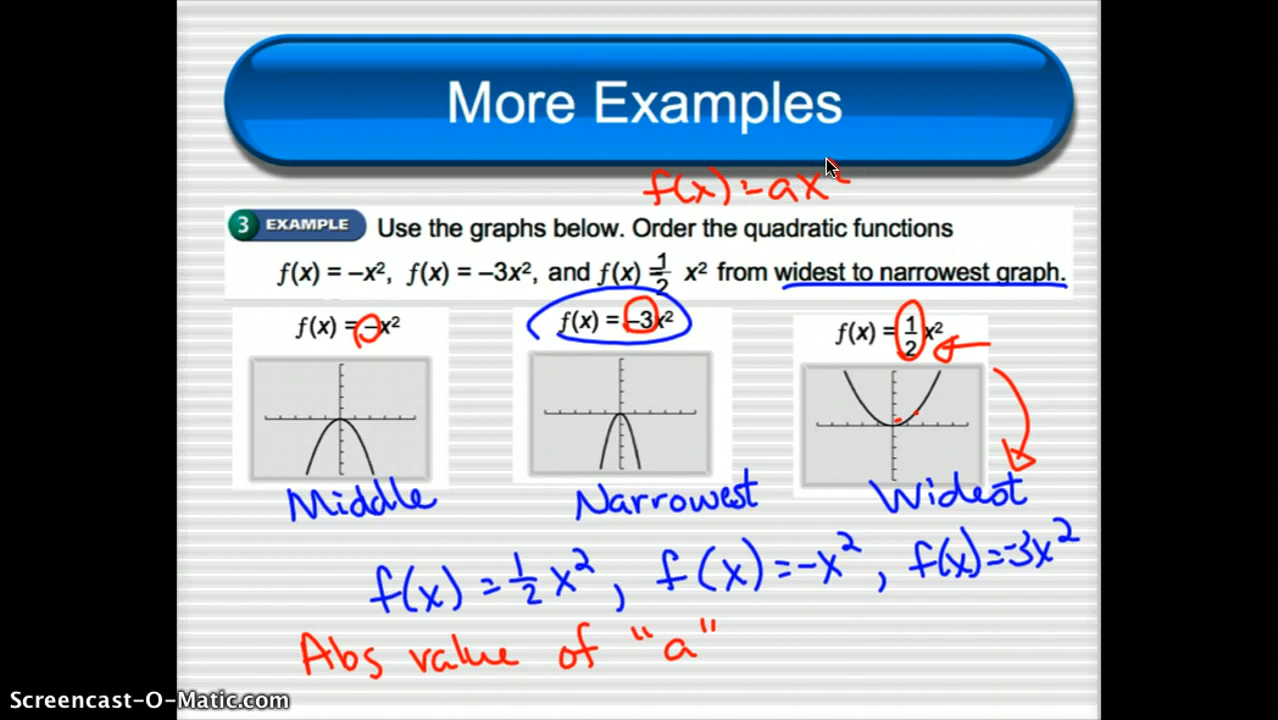 More Examples
f(x) = ax²
3 EXAMPLE Use the graphs below. Order the quadratic functions
f(x) = –x², f(x) = –3x², and f(x) = 1/2 x² from widest to narrowest graph.
f(x) = –x² f(x) = –3x² f(x) = 1/2 x²
Middle Narrowest Widest
f(x) = 1/2 x², f(x) = -x², f(x) = -3x²
Abs value of "a"
Screencast-O-Matic.com